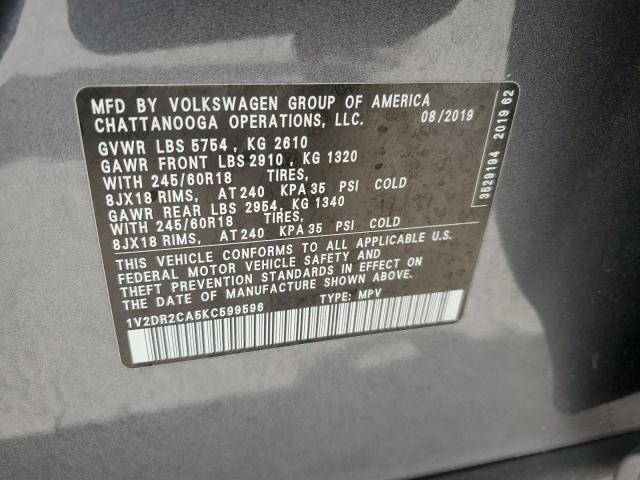 MFD BY VOLKSWAGEN GROUP OF AMERICA
CHATTANOOGA OPERATIONS, LLC. 08/2019
GVWR LBS 5754 , KG 2610
GAWR FRONT LBS 2910 , KG 1320
WITH 245/60R18 TIRES,
8JX18 RIMS, AT 240 KPA 35 PSI COLD
GAWR REAR LBS 2954, KG 1340
WITH 245/60R18 TIRES,
8JX18 RIMS, AT 240 KPA 35 PSI COLD
THIS VEHICLE CONFORMS TO ALL APPLICABLE U.S.
FEDERAL MOTOR VEHICLE SAFETY AND
THEFT PREVENTION STANDARDS IN EFFECT ON
THE DATE OF MANUFACTURE SHOWN ABOVE.
1V2DR2CA5KC599596 TYPE: MPV
3529194 2019 62